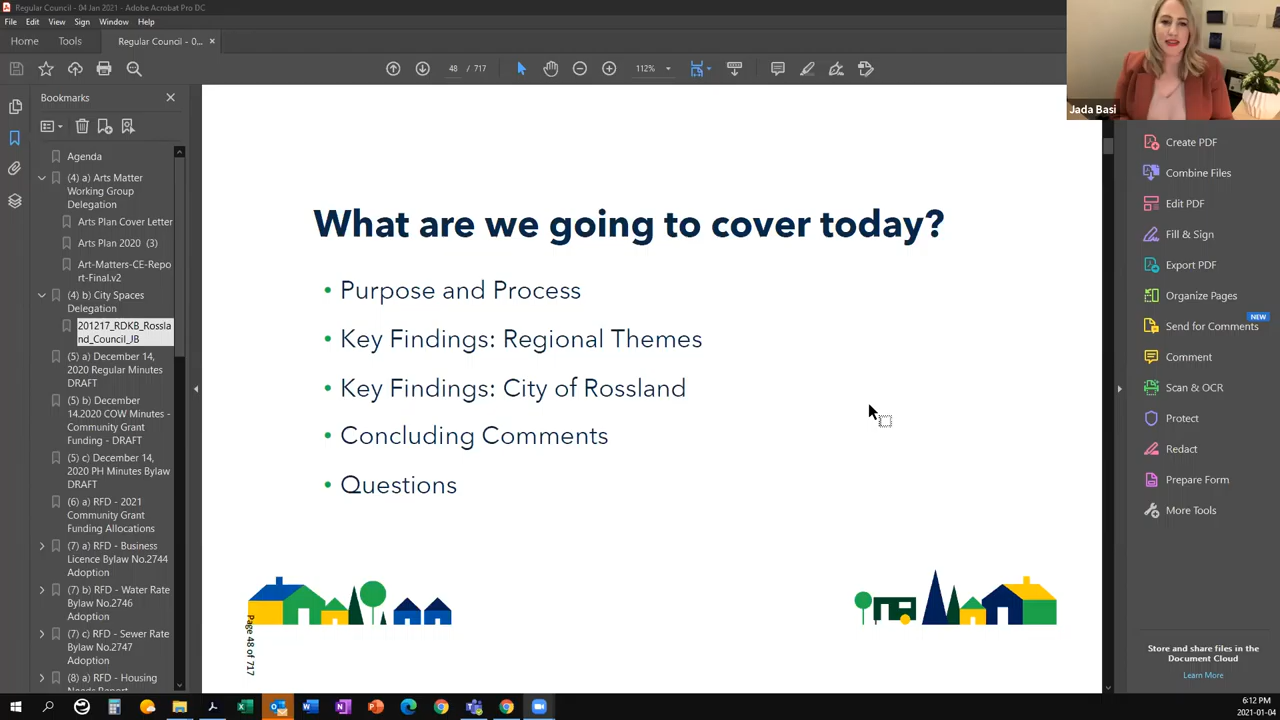 Regular Council - 04 Jan 2021 - Adobe Acrobat Pro DC
File Edit View Sign Window Help
Home Tools Regular Council - 0... ×
48 / 717 112%
Jada Basi
Bookmarks
Agenda
(4) a) Arts Matter
Working Group
Delegation
Arts Plan Cover Letter
Arts Plan 2020 (3)
Art-Matters-CE-Repo
rt-Final.v2
(4) b) City Spaces
Delegation
201217_RDKB_Rossla
nd_Council_JB
(5) a) December 14,
2020 Regular Minutes
DRAFT
(5) b) December
14.2020 COW Minutes -
Community Grant
Funding - DRAFT
(5) c) December 14,
2020 PH Minutes Bylaw
DRAFT
(6) a) RFD - 2021
Community Grant
Funding Allocations
(7) a) RFD - Business
Licence Bylaw No.2744
Adoption
(7) b) RFD - Water Rate
Bylaw No.2746
Adoption
(7) c) RFD - Sewer Rate
Bylaw No.2747
Adoption
(8) a) RFD - Housing
Needs Report
What are we going to cover today?
• Purpose and Process
• Key Findings: Regional Themes
• Key Findings: City of Rossland
• Concluding Comments
• Questions
Page 48 of 717
Create PDF
Combine Files
Edit PDF
Fill & Sign
Export PDF
Organize Pages
NEW
Send for Comments
Comment
Scan & OCR
Protect
Redact
Prepare Form
More Tools
Store and share files in the
Document Cloud
Learn More
6:12 PM
2021-01-04